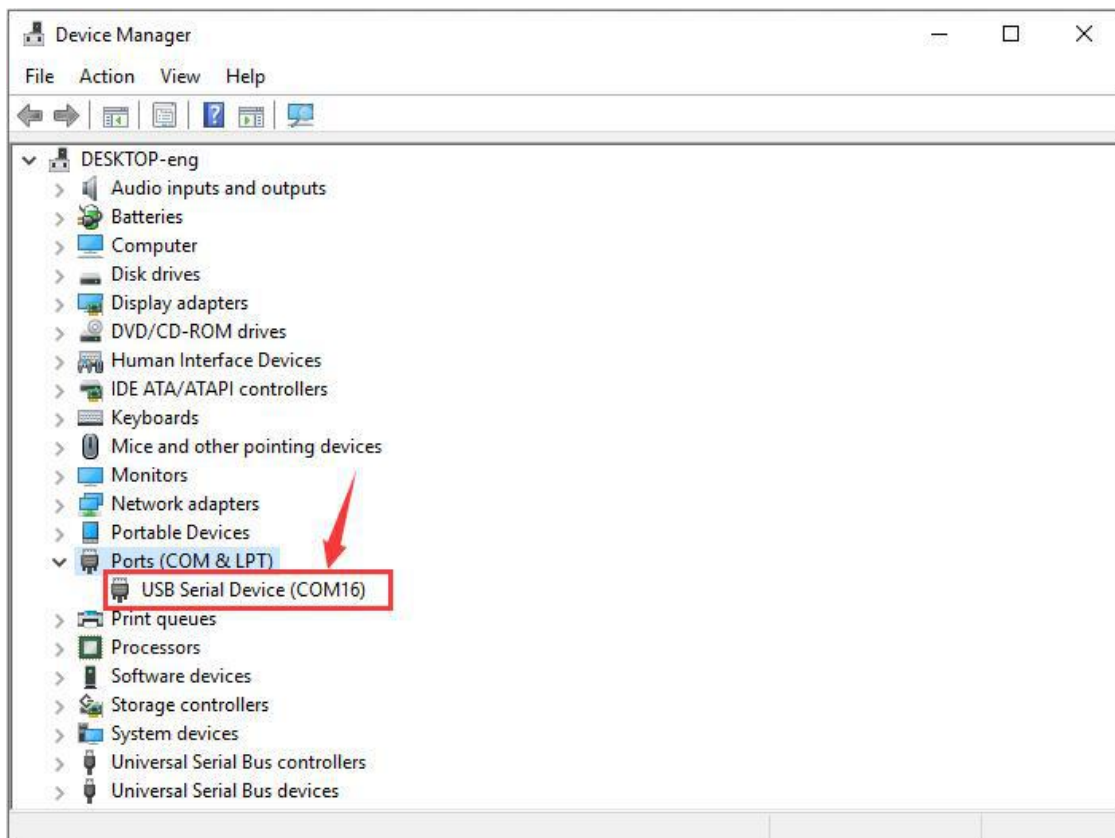 Device Manager
File Action View Help
DESKTOP-eng
Audio inputs and outputs
Batteries
Computer
Disk drives
Display adapters
DVD/CD-ROM drives
Human Interface Devices
IDE ATA/ATAPI controllers
Keyboards
Mice and other pointing devices
Monitors
Network adapters
Portable Devices
Ports (COM & LPT)
USB Serial Device (COM16)
Print queues
Processors
Software devices
Storage controllers
System devices
Universal Serial Bus controllers
Universal Serial Bus devices